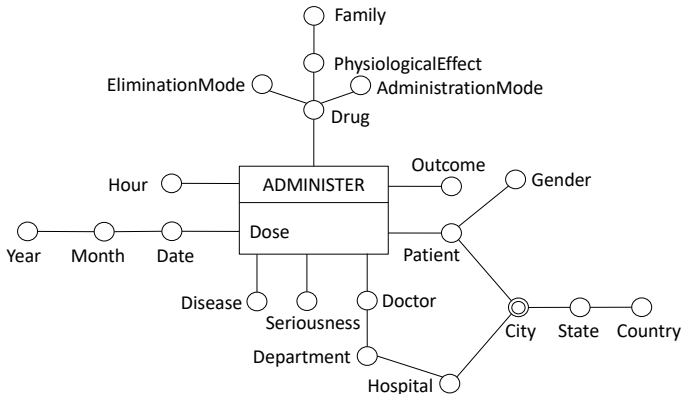 Family
PhysiologicalEffect
EliminationMode
AdministrationMode
Drug
Outcome
Hour
ADMINISTER
Gender
Dose
Year
Month
Date
Patient
Disease
Doctor
Seriousness
City
State
Country
Department
Hospital